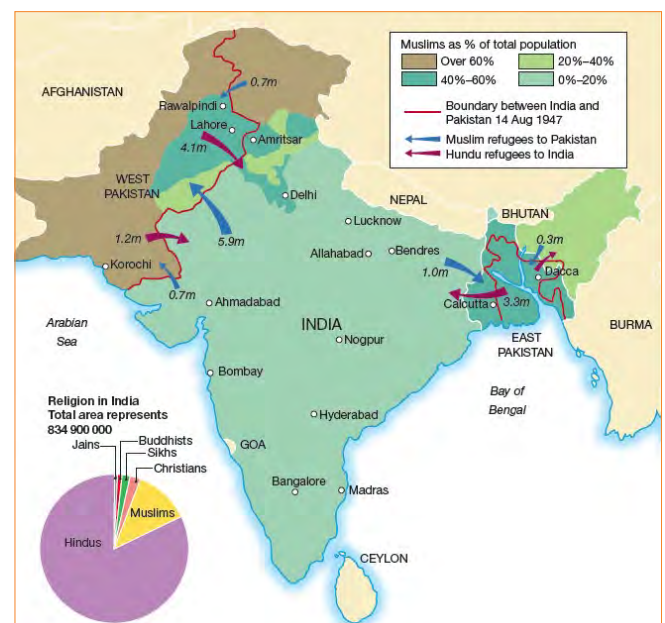 Muslims as % of total population
Over 60%
20%–40%
40%–60%
0%–20%
Boundary between India and
Pakistan 14 Aug 1947
Muslim refugees to Pakistan
Hundu refugees to India
AFGHANISTAN
0.7m
Rawalpindi
Lahore
Amritsar
4.1m
WEST
PAKISTAN
Delhi
NEPAL
BHUTAN
Lucknow
1.2m
5.9m
Allahabad
Bendres
0.3m
Korochi
1.0m
Dacca
0.7m
Calcutta
3.3m
Ahmadabad
Arabian
Sea
INDIA
BURMA
Nogpur
EAST
PAKISTAN
Bombay
Bay of
Bengal
Religion in India
Total area represents
834 900 000
Hyderabad
Jains
Buddhists
Sikhs
Christians
GOA
Muslims
Bangalore
Madras
Hindus
CEYLON